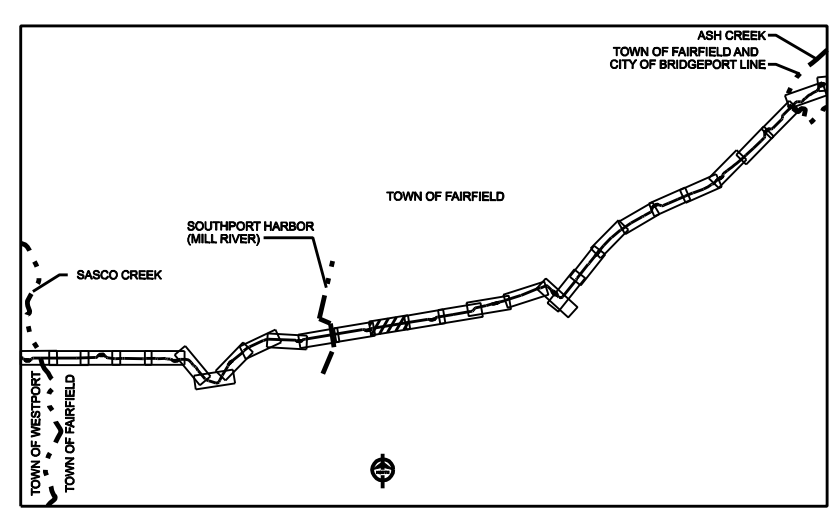 ASH CREEK
TOWN OF FAIRFIELD AND
CITY OF BRIDGEPORT LINE
TOWN OF FAIRFIELD
SOUTHPORT HARBOR
(MILL RIVER)
SASCO CREEK
TOWN OF WESTPORT
TOWN OF FAIRFIELD